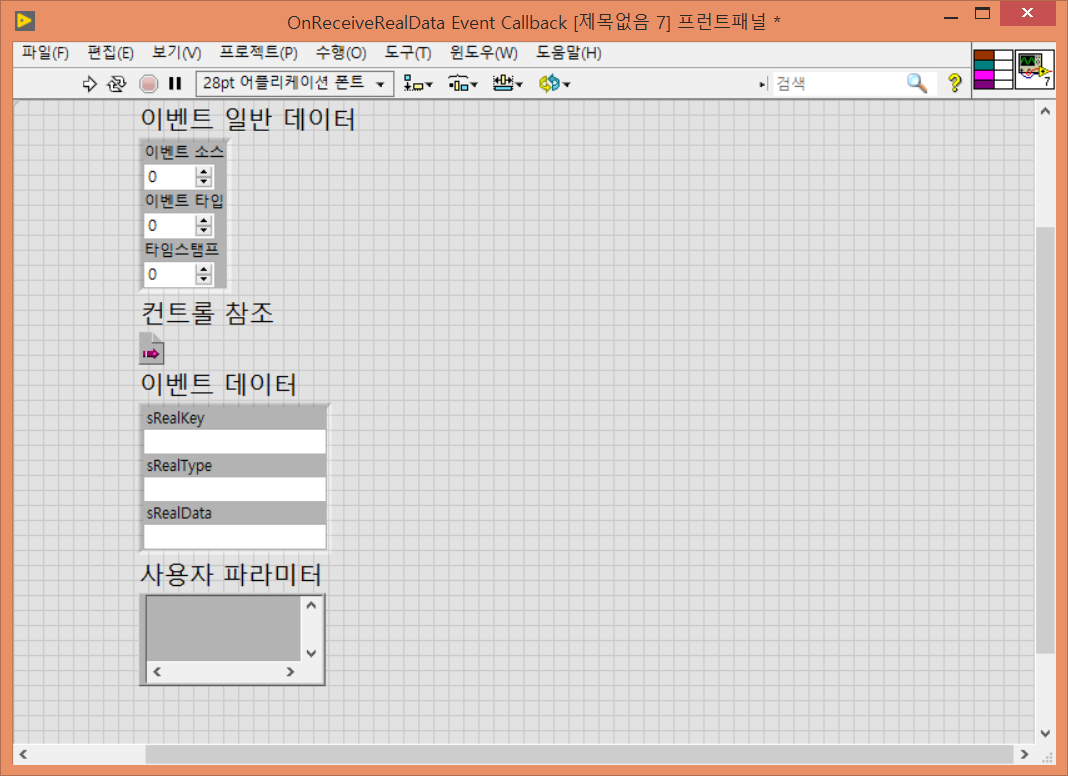 OnReceiveRealData Event Callback [제목없음 7] 프런트패널 *
파일(F) 편집(E) 보기(V) 프로젝트(P) 수행(O) 도구(T) 윈도우(W) 도움말(H)
28pt 어플리케이션 폰트 검색 ? 7
이벤트 일반 데이터
이벤트 소스
0
이벤트 타입
0
타임스탬프
0
컨트롤 참조
이벤트 데이터
sRealKey
sRealType
sRealData
사용자 파라미터